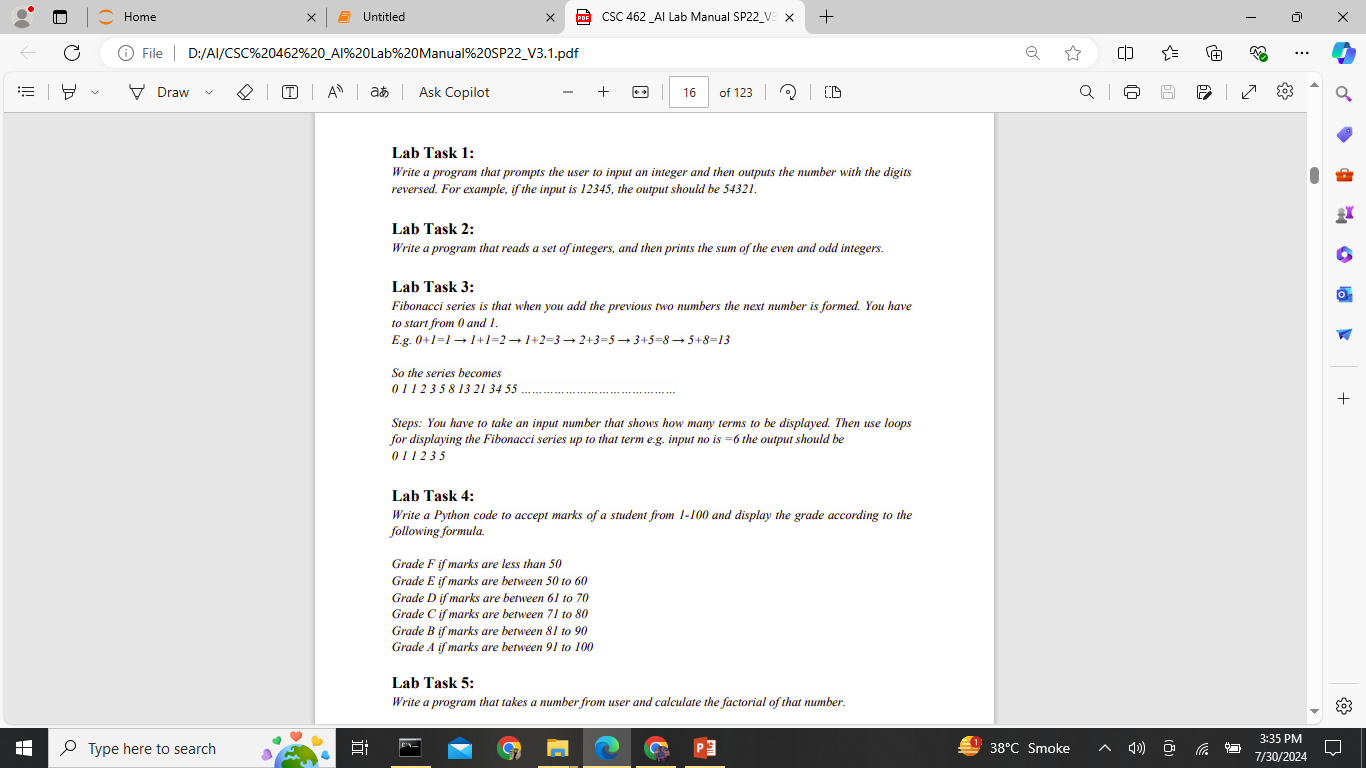 Home
Untitled
CSC 462 _AI Lab Manual SP22_V3
File
D:/AI/CSC%20462%20_AI%20Lab%20Manual%20SP22_V3.1.pdf
Draw
Ask Copilot
16 of 123
Lab Task 1:
Write a program that prompts the user to input an integer and then outputs the number with the digits
reversed. For example, if the input is 12345, the output should be 54321.
Lab Task 2:
Write a program that reads a set of integers, and then prints the sum of the even and odd integers.
Lab Task 3:
Fibonacci series is that when you add the previous two numbers the next number is formed. You have
to start from 0 and 1.
E.g. 0+1=1 → 1+1=2 → 1+2=3 → 2+3=5 → 3+5=8 → 5+8=13
So the series becomes
0 1 1 2 3 5 8 13 21 34 55 ……………………………………
Steps: You have to take an input number that shows how many terms to be displayed. Then use loops
for displaying the Fibonacci series up to that term e.g. input no is =6 the output should be
0 1 1 2 3 5
Lab Task 4:
Write a Python code to accept marks of a student from 1-100 and display the grade according to the
following formula.
Grade F if marks are less than 50
Grade E if marks are between 50 to 60
Grade D if marks are between 61 to 70
Grade C if marks are between 71 to 80
Grade B if marks are between 81 to 90
Grade A if marks are between 91 to 100
Lab Task 5:
Write a program that takes a number from user and calculate the factorial of that number.
Type here to search
38°C Smoke
3:35 PM
7/30/2024